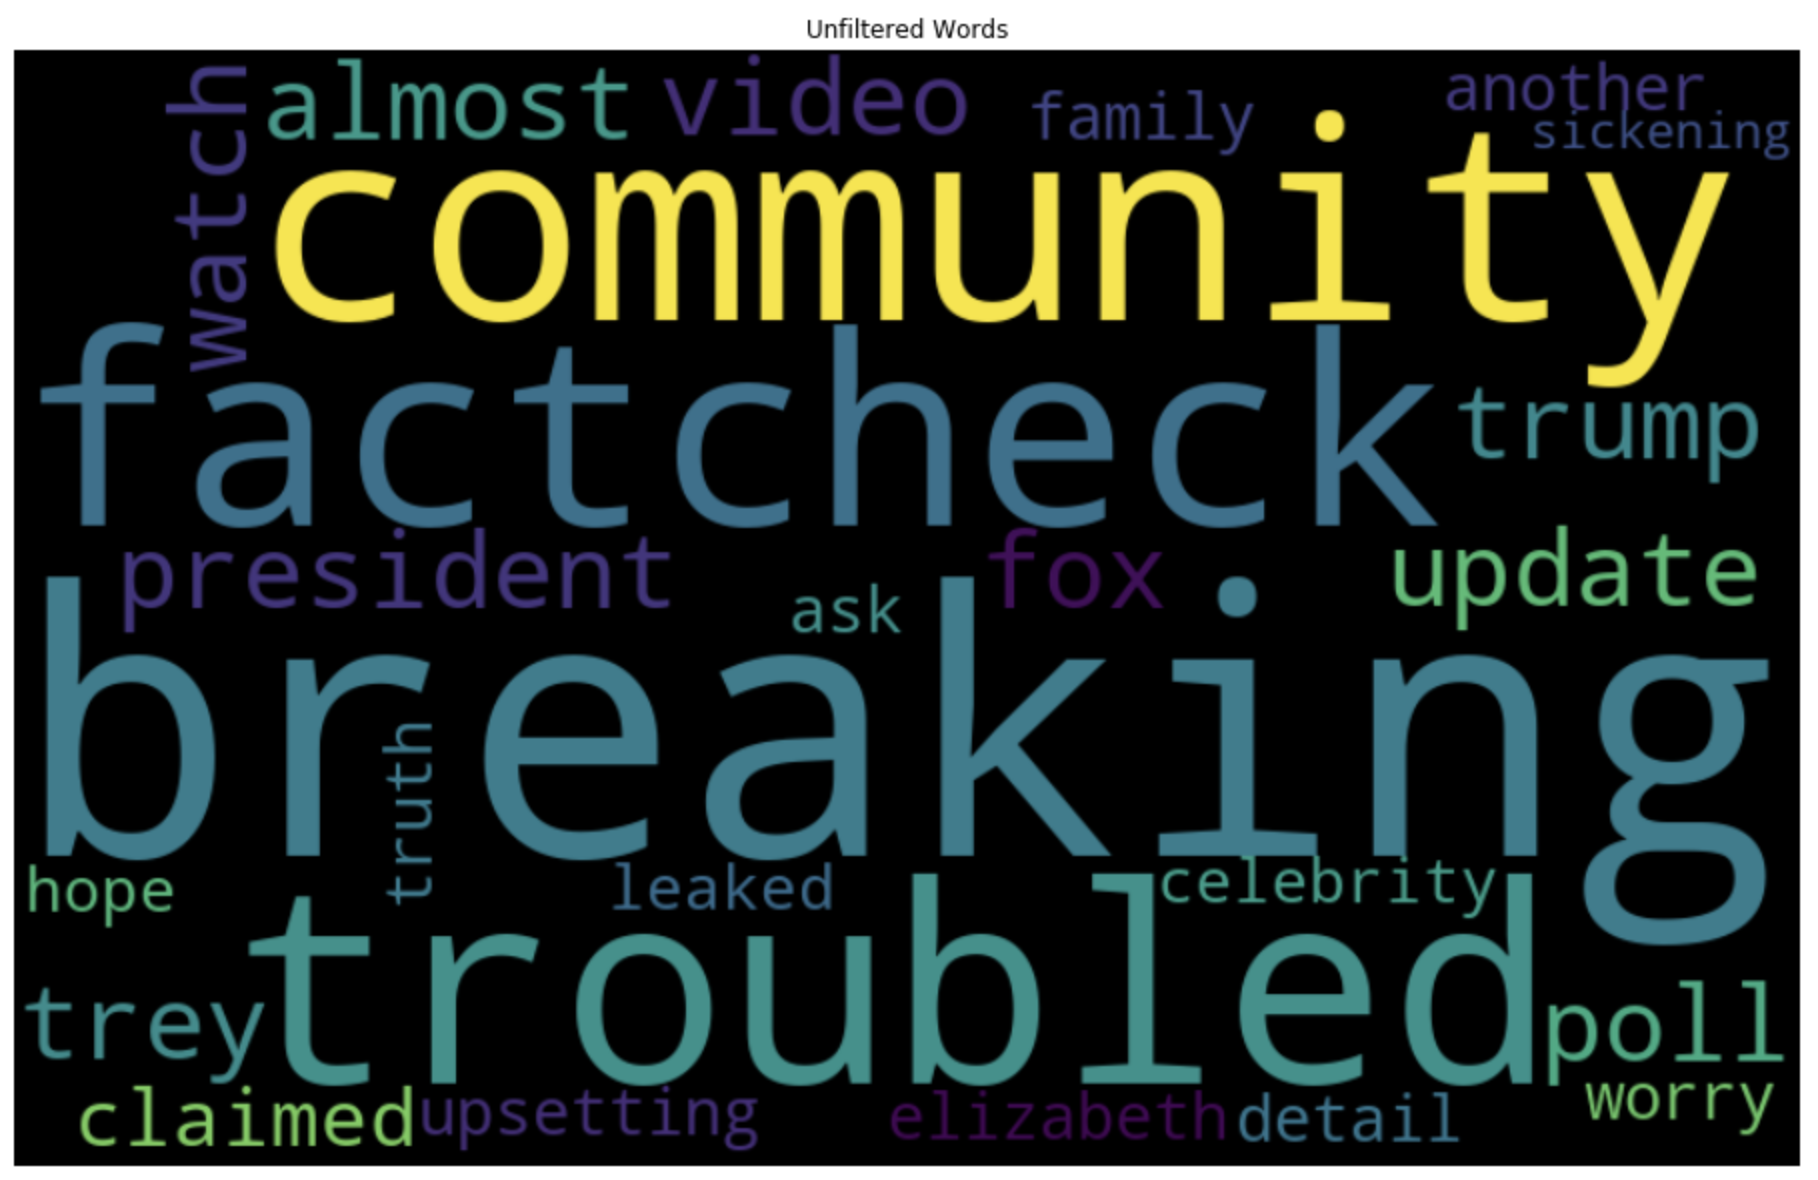 Unfiltered Words
watch
almost
video
family
another
sickening
community
factcheck
trump
president
ask
fox
update
breaking
truth
hope
leaked
celebrity
troubled
trey
poll
claimed
upsetting
elizabeth
detail
worry